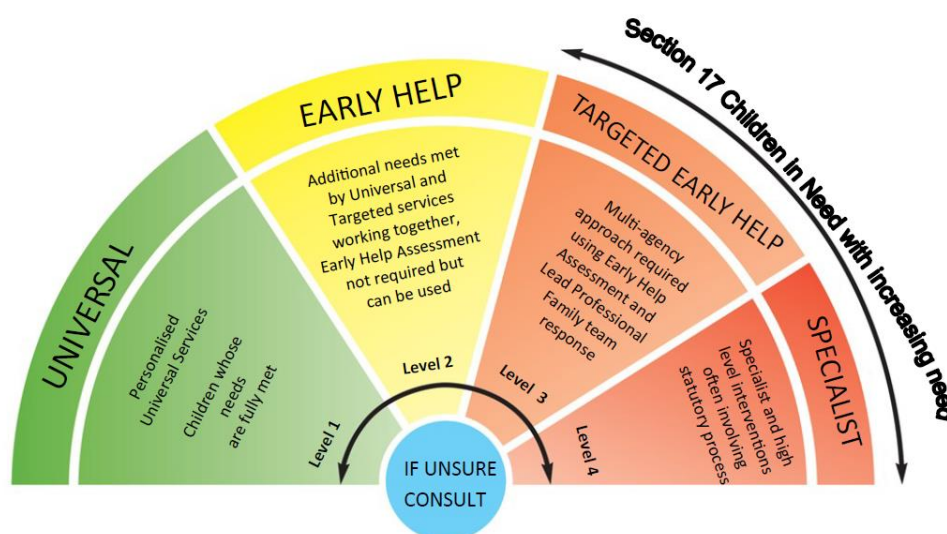 UNIVERSAL
Personalised
Universal Services
Children whose
needs
are fully met
Level 1
EARLY HELP
Additional needs met
by Universal and
Targeted services
working together,
Early Help Assessment
not required but
can be used
Level 2
TARGETED EARLY HELP
Multi-agency
approach required
using Early Help
Assessment and
Lead Professional
Family team
response
Level 3
SPECIALIST
Specialist and high
level interventions
often involving
statutory process
Level 4
Section 17 Children in Need with increasing need
IF UNSURE
CONSULT